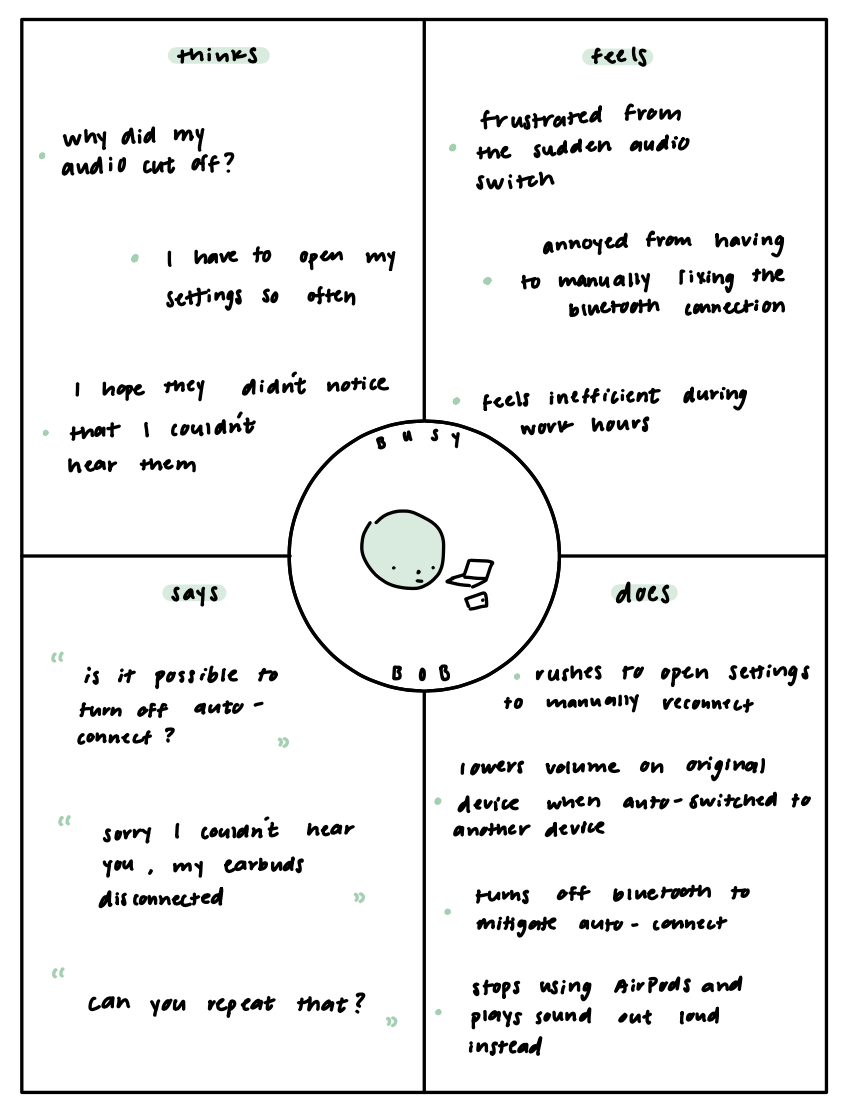 thinks
why did my
audio cut off?
I have to open my
settings so often
I hope they didn't notice
that I couldn't
hear them
feels
frustrated from
the sudden audio
switch
annoyed from having
to manually fixing the
bluetooth connection
feels inefficient during
work hours
Busy
BOB
says
“
is it possible to
turn off auto-
connect?
”
“
sorry I couldn't hear
you, my earbuds
disconnected
”
“
can you repeat that?
”
does
rushes to open settings
to manually reconnect
lowers volume on original
device when auto-switched to
another device
turns off bluetooth to
mitigate auto-connect
stops using AirPods and
plays sound out loud
instead